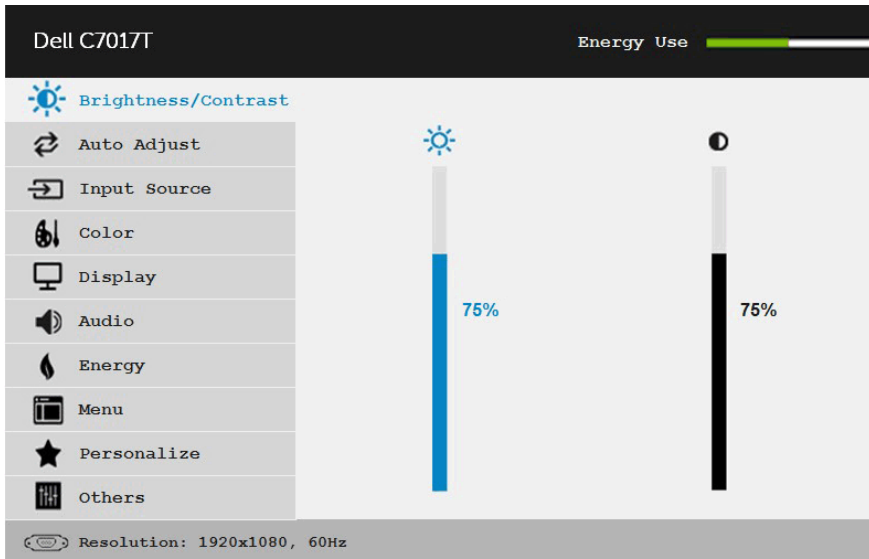 Dell C7017T
Energy Use
Brightness/Contrast
Auto Adjust
Input Source
Color
Display
Audio
Energy
Menu
Personalize
Others
75%
75%
Resolution: 1920x1080, 60Hz